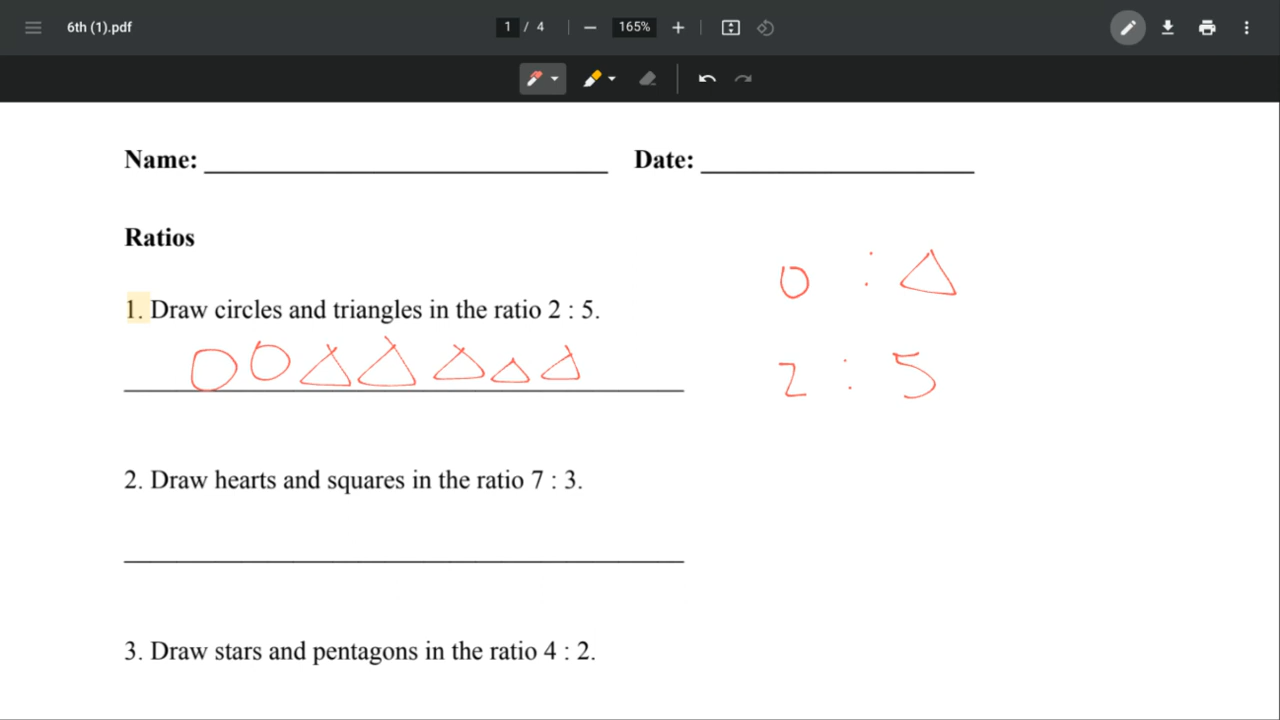 6th (1).pdf 1 / 4 165%
Name: Date:
Ratios
1. Draw circles and triangles in the ratio 2 : 5.
:
2 : 5
2. Draw hearts and squares in the ratio 7 : 3.
3. Draw stars and pentagons in the ratio 4 : 2.